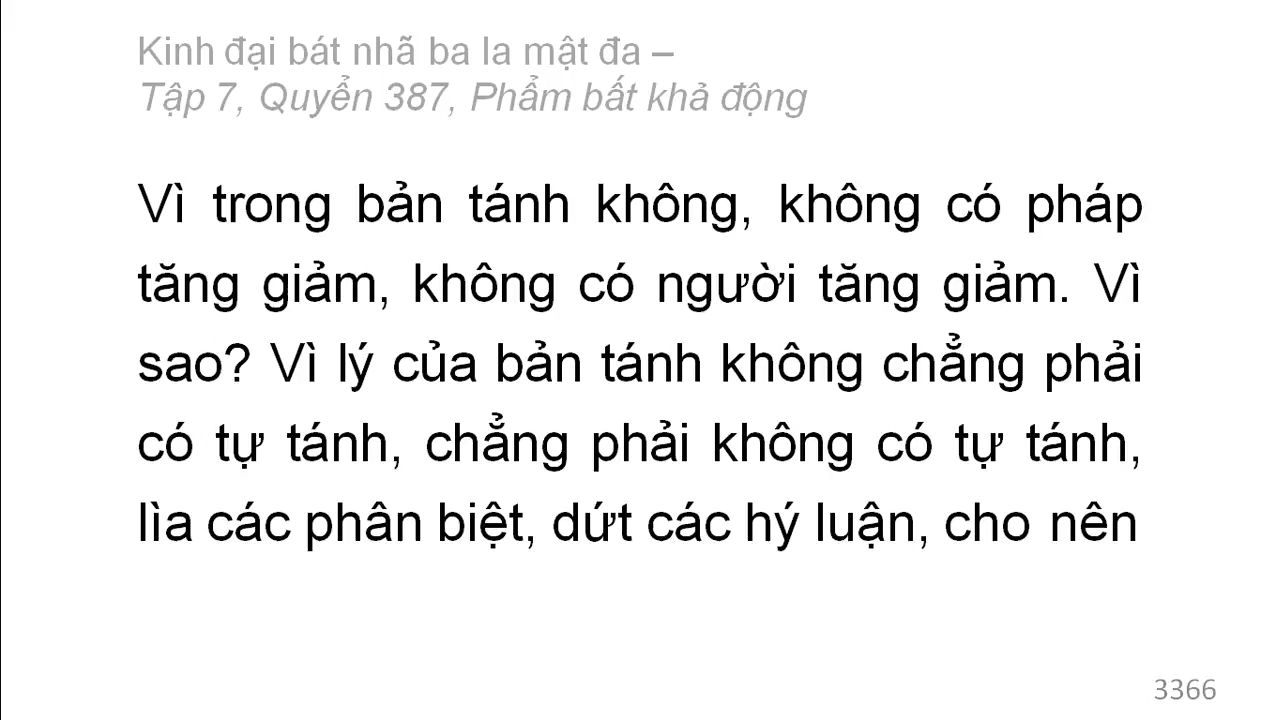 Kinh đại bát nhã ba la mật đa –
Tập 7, Quyển 387, Phẩm bất khả động
Vì trong bản tánh không, không có pháp
tăng giảm, không có người tăng giảm. Vì
sao? Vì lý của bản tánh không chẳng phải
có tự tánh, chẳng phải không có tự tánh,
lìa các phân biệt, dứt các hý luận, cho nên
3366